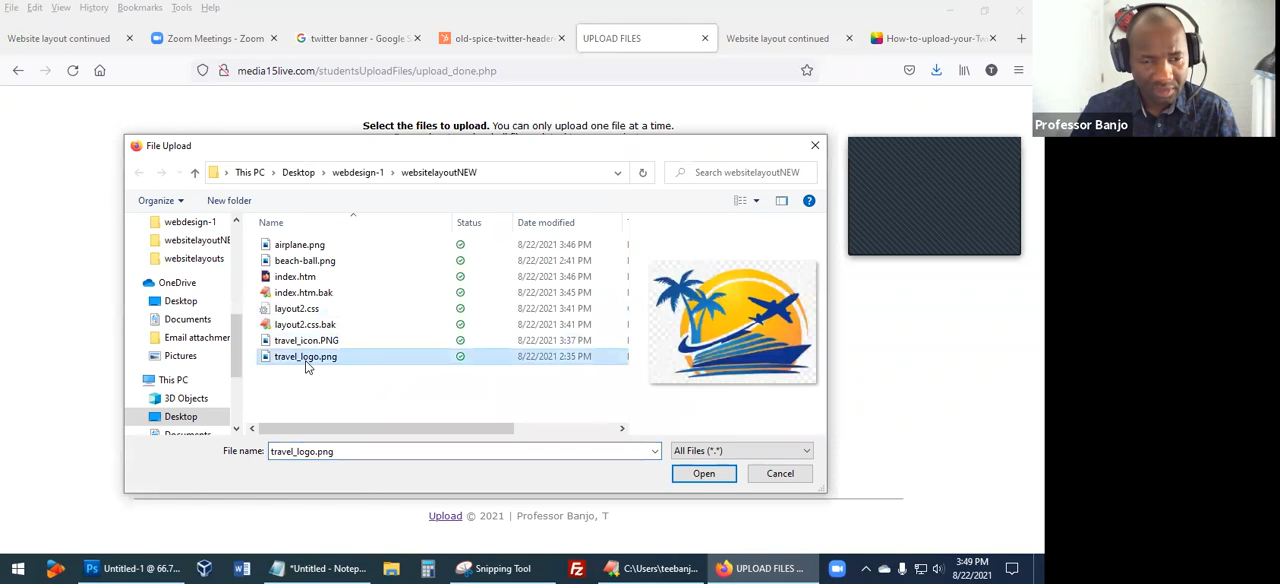 File Edit View History Bookmarks Tools Help
Website layout continued
Zoom Meetings - Zoom
twitter banner - Google S
old-spice-twitter-header-
UPLOAD FILES
Website layout continued
How-to-upload-your-Tw
media15live.com/studentsUploadFiles/upload_done.php
Professor Banjo
Select the files to upload. You can only upload one file at a time.
File Upload
This PC > Desktop > webdesign-1 > websitelayoutNEW
Search websitelayoutNEW
Organize New folder
webdesign-1
websitelayoutNE
websitelayouts
OneDrive
Desktop
Documents
Email attachmer
Pictures
This PC
3D Objects
Desktop
Documents
Name Status Date modified
airplane.png 8/22/2021 3:46 PM
beach-ball.png 8/22/2021 2:41 PM
index.htm 8/22/2021 3:46 PM
index.htm.bak 8/22/2021 3:45 PM
layout2.css 8/22/2021 3:41 PM
layout2.css.bak 8/22/2021 3:41 PM
travel_icon.PNG 8/22/2021 3:37 PM
travel_logo.png 8/22/2021 2:35 PM
File name: travel_logo.png All Files (*.*)
Open Cancel
Upload © 2021 | Professor Banjo, T
Untitled-1 @ 66.7...
*Untitled - Notep...
Snipping Tool
C:\Users\teebanj...
UPLOAD FILES ...
3:49 PM
8/22/2021